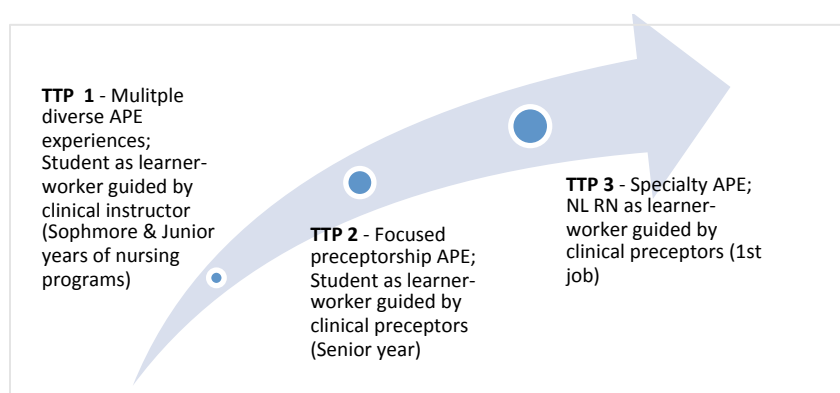 TTP 1 - Mulitple
diverse APE
experiences;
Student as learner-
worker guided by
clinical instructor
(Sophmore & Junior
years of nursing
programs)
TTP 2 - Focused
preceptorship APE;
Student as learner-
worker guided by
clinical preceptors
(Senior year)
TTP 3 - Specialty APE;
NL RN as learner-
worker guided by
clinical preceptors (1st
job)